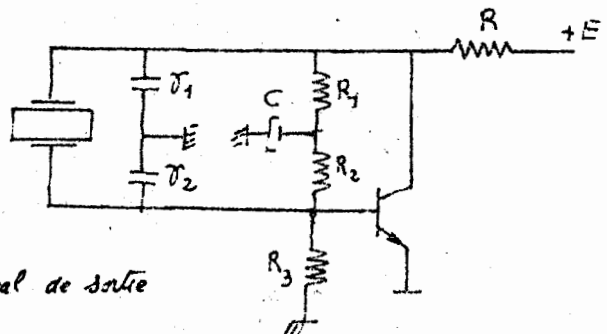 R
+E
γ1
C
R1
γ2
R2
R3
al de sortie